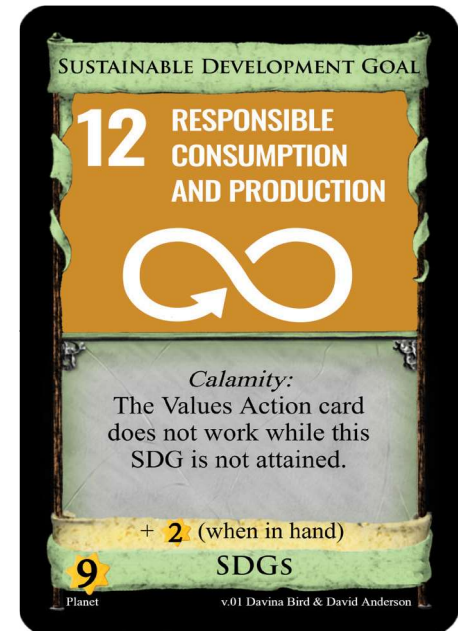 SUSTAINABLE DEVELOPMENT GOAL
12 RESPONSIBLE
CONSUMPTION
AND PRODUCTION
Calamity:
The Values Action card
does not work while this
SDG is not attained.
+ 2 (when in hand)
9 SDGs
Planet v.01 Davina Bird & David Anderson